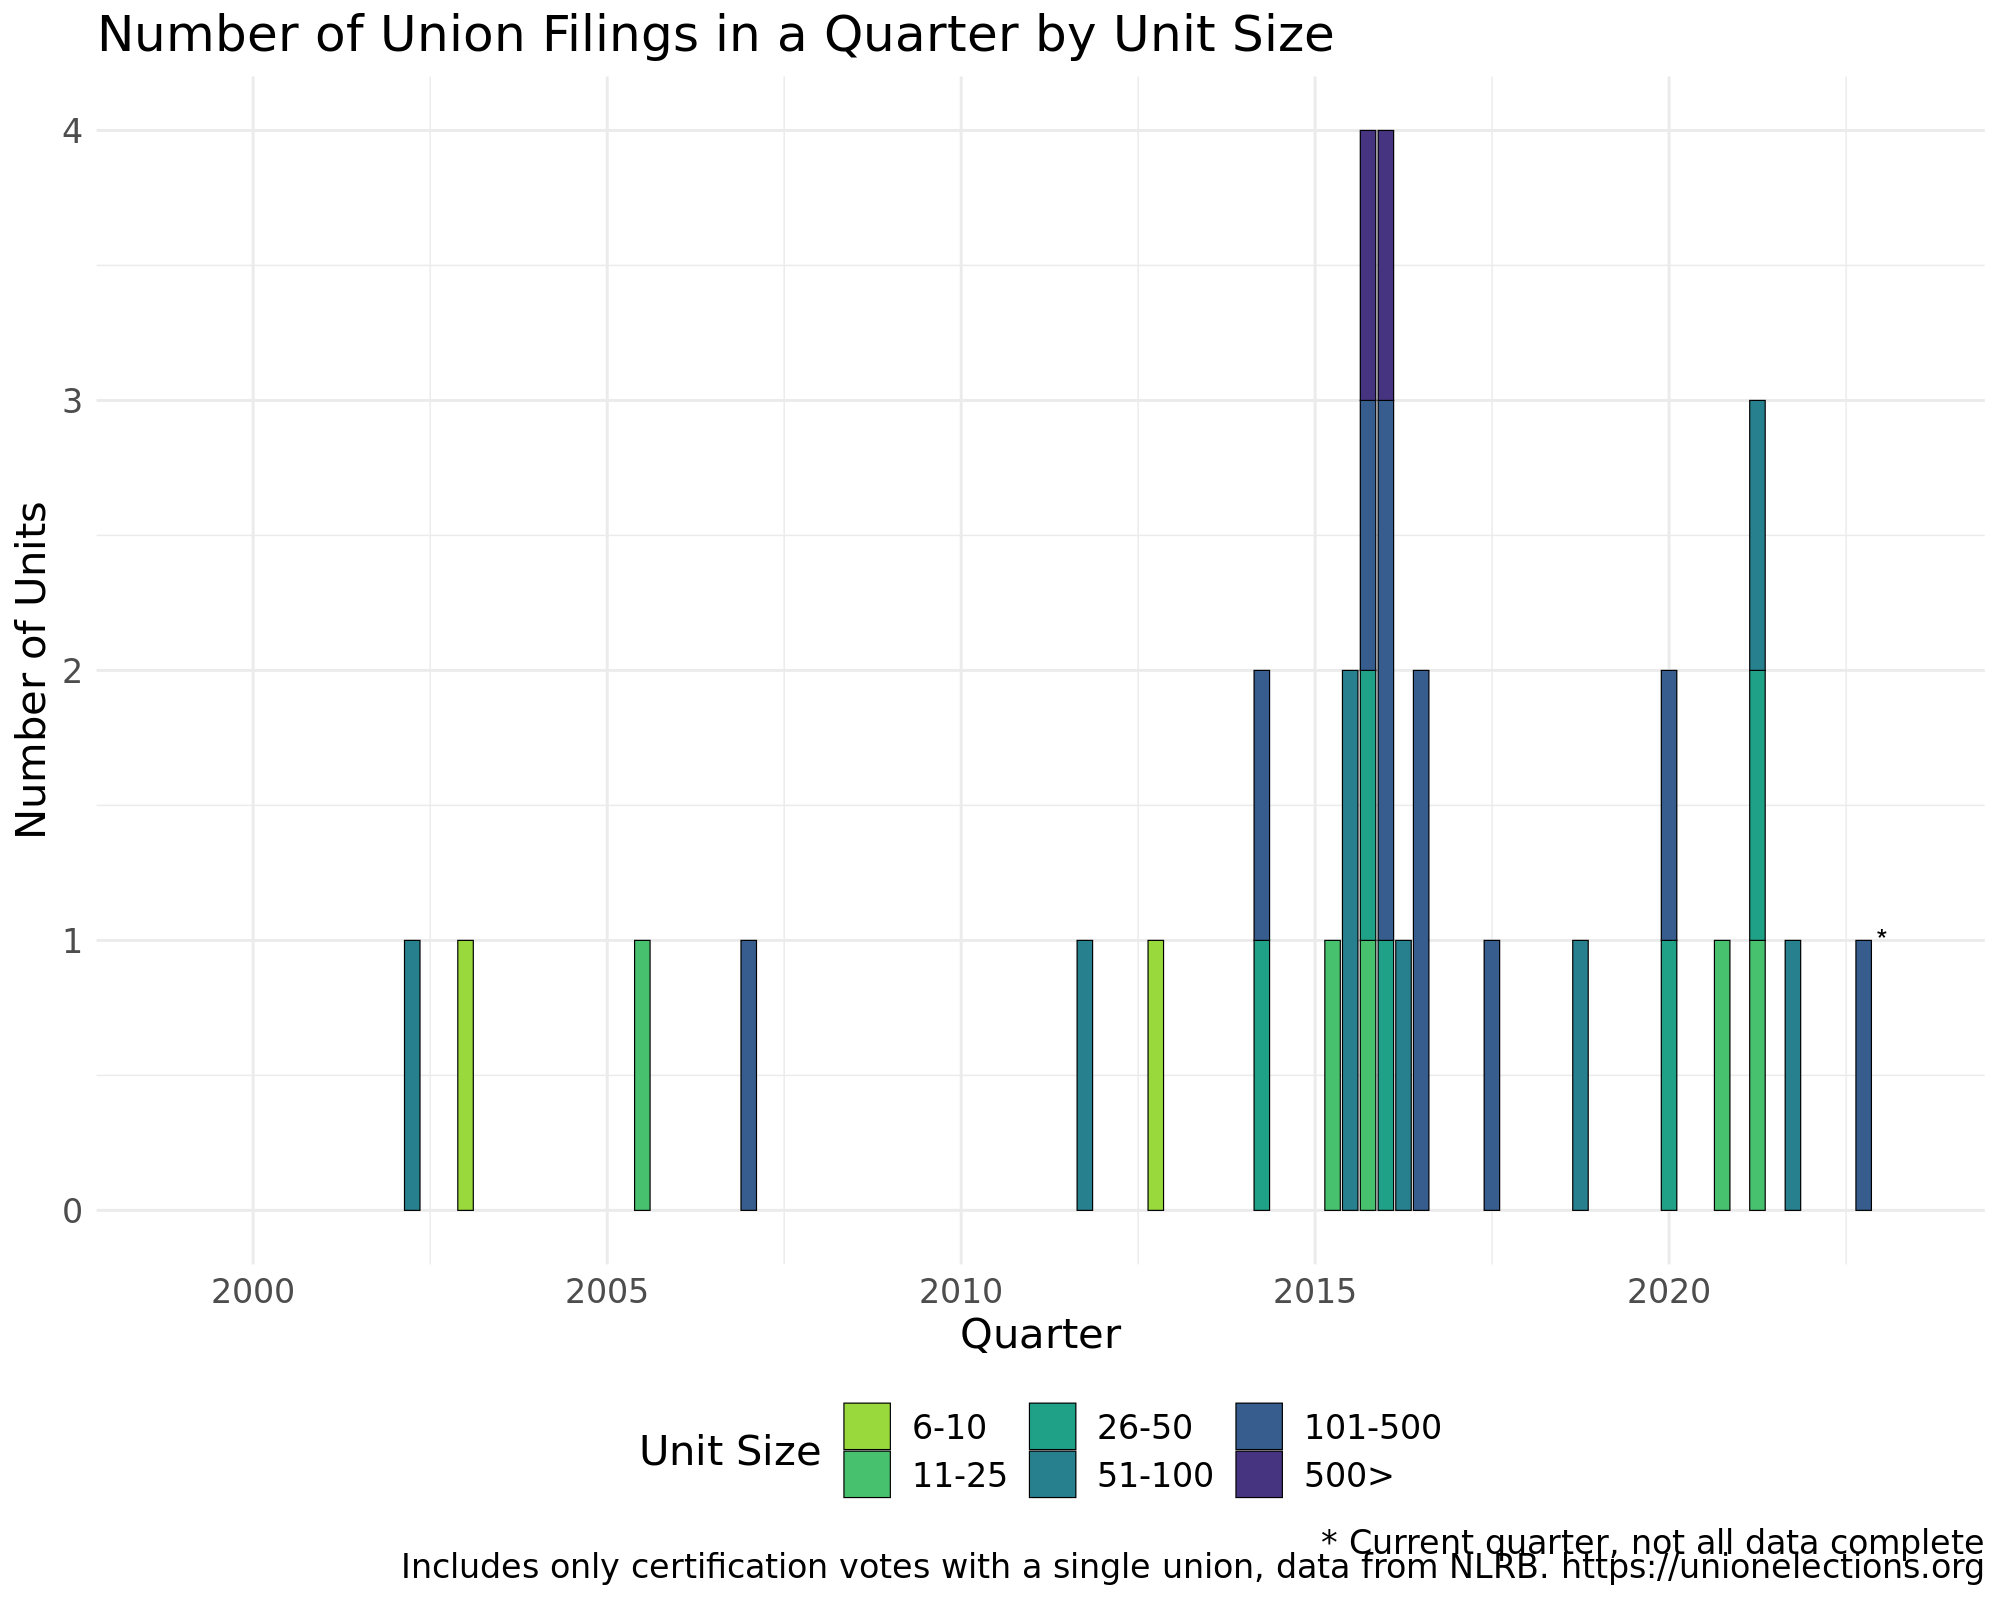 Number of Union Filings in a Quarter by Unit Size
Number of Units
4
3
2
1
0
*
2000 2005 2010 2015 2020
Quarter
Unit Size
6-10 26-50 101-500
11-25 51-100 500>
* Current quarter, not all data complete
Includes only certification votes with a single union, data from NLRB. https://unionelections.org